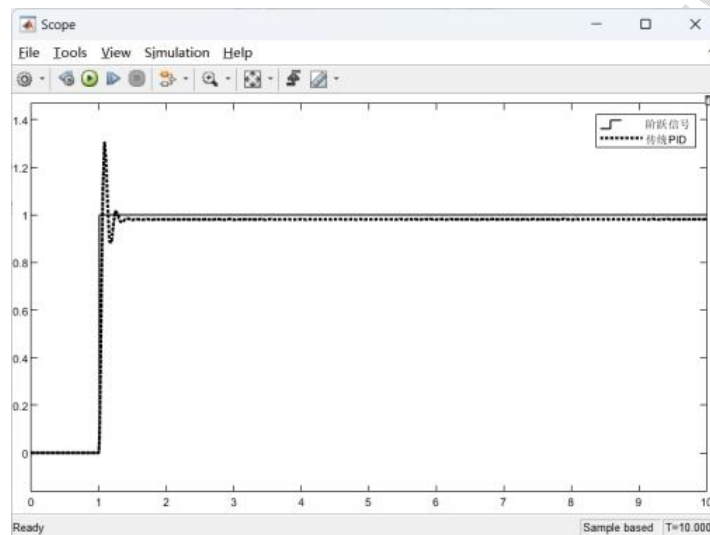 Scope
File Tools View Simulation Help
阶跃信号
传统PID
1.4
1.2
1
0.8
0.6
0.4
0.2
0
0 1 2 3 4 5 6 7 8 9 10
Ready Sample based T=10.000